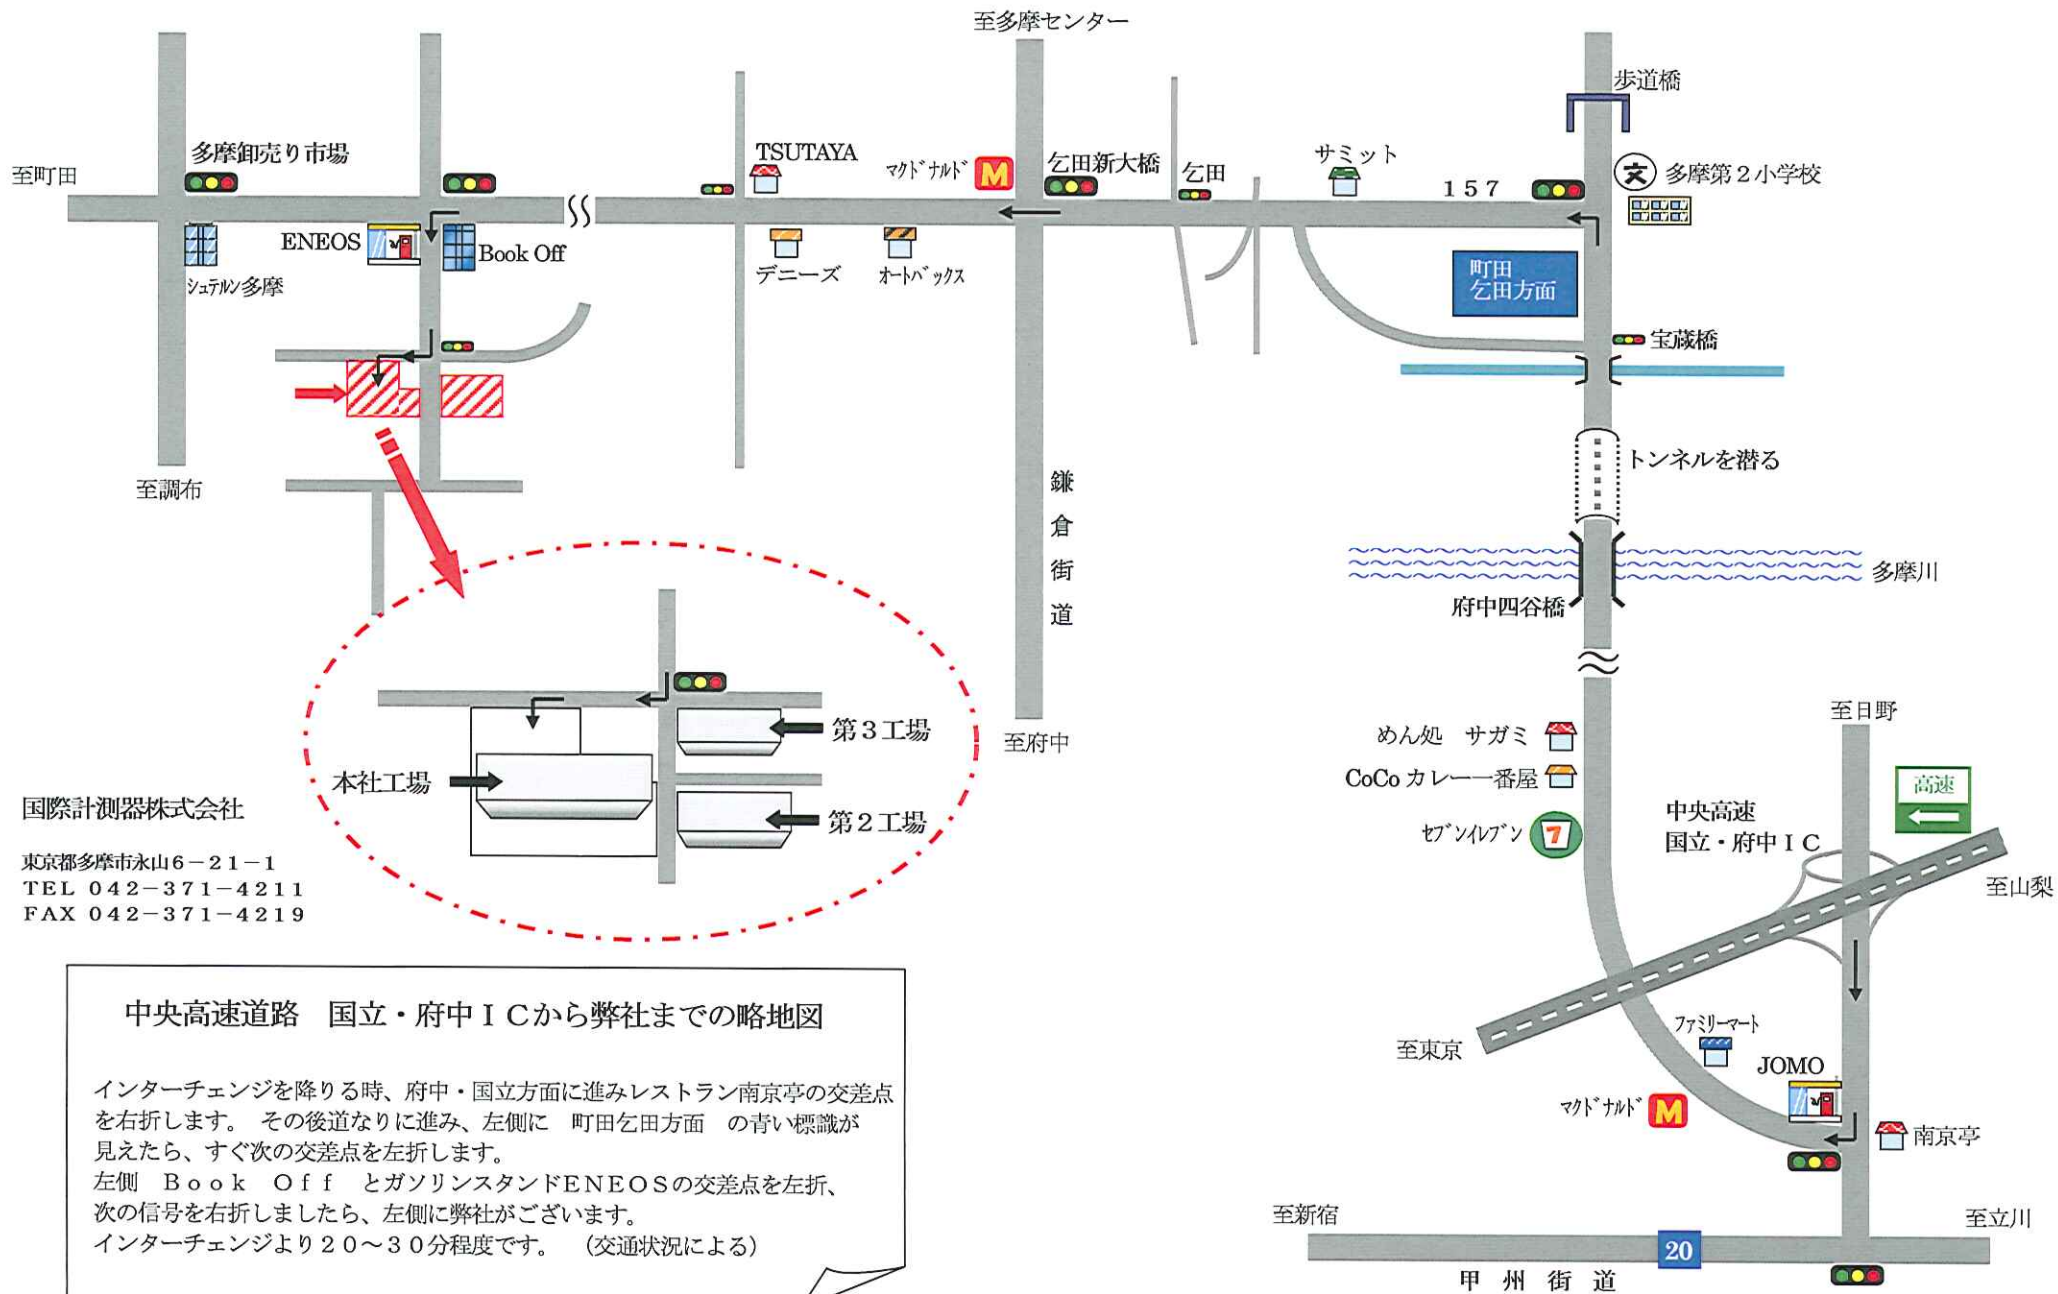 至多摩センター
歩道橋
多摩卸売り市場
TSUTAYA
マクドナルド
M
乞田新大橋
乞田
サミット
157
文
多摩第2小学校
至町田
ENEOS
Book Off
シュテルン多摩
デニーズ
オートバックス
町田
乞田方面
宝蔵橋
トンネルを潜る
至調布
鎌倉街道
多摩川
府中四谷橋
至府中
第3工場
本社工場
第2工場
めん処 サガミ
CoCo カレー一番屋
セブンイレブン
7
至日野
高速
中央高速
国立・府中IC
至山梨
至東京
ファミリーマート
JOMO
マクドナルド
M
南京亭
至新宿
至立川
20
甲州街道
国際計測器株式会社
東京都多摩市永山6-21-1
TEL 042-371-4211
FAX 042-371-4219
中央高速道路 国立・府中ICから弊社までの略地図
インターチェンジを降りる時、府中・国立方面に進みレストラン南京亭の交差点
を右折します。 その後道なりに進み、左側に 町田乞田方面 の青い標識が
見えたら、すぐ次の交差点を左折します。
左側 Book Off とガソリンスタンドENEOSの交差点を左折、
次の信号を右折しましたら、左側に弊社がございます。
インターチェンジより20～30分程度です。 （交通状況による）